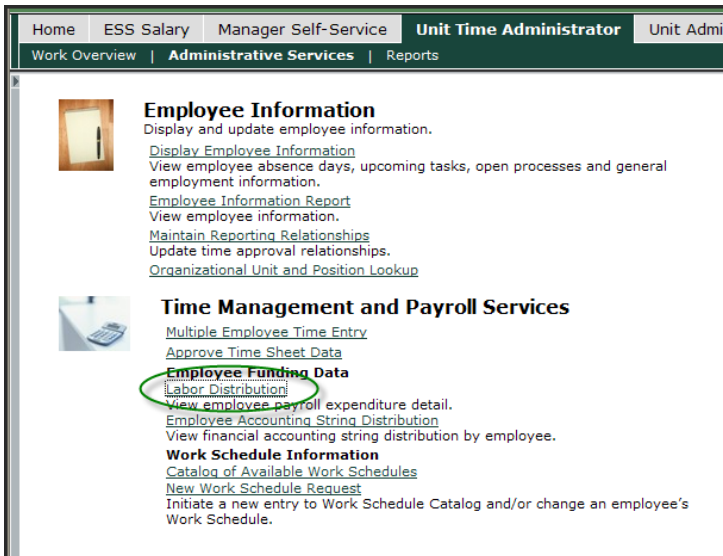 Home ESS Salary Manager Self-Service Unit Time Administrator Unit Admi
Work Overview | Administrative Services | Reports
Employee Information
Display and update employee information.
Display Employee Information
View employee absence days, upcoming tasks, open processes and general
employment information.
Employee Information Report
View employee information.
Maintain Reporting Relationships
Update time approval relationships.
Organizational Unit and Position Lookup
Time Management and Payroll Services
Multiple Employee Time Entry
Approve Time Sheet Data
Employee Funding Data
Labor Distribution
View employee payroll expenditure detail.
Employee Accounting String Distribution
View financial accounting string distribution by employee.
Work Schedule Information
Catalog of Available Work Schedules
New Work Schedule Request
Initiate a new entry to Work Schedule Catalog and/or change an employee's
Work Schedule.